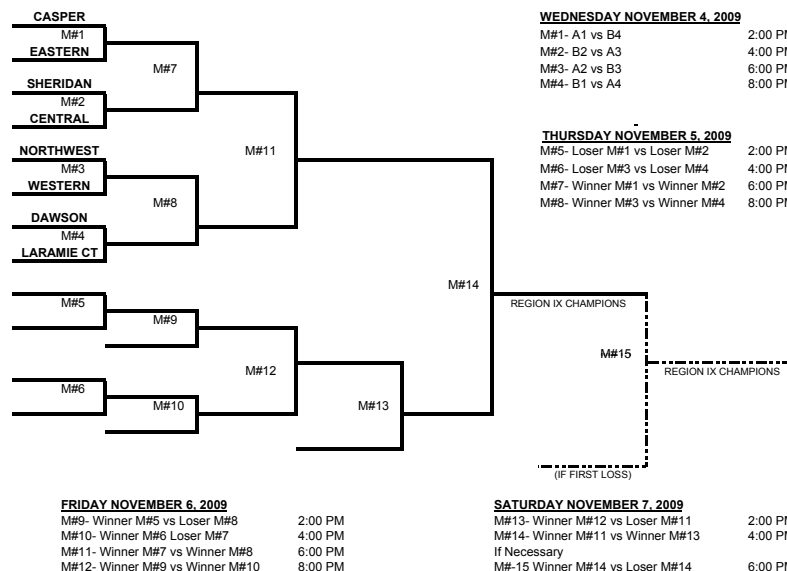 CASPER
M#1
EASTERN
M#7
SHERIDAN
M#2
CENTRAL
NORTHWEST
M#11
M#3
WESTERN
M#8
DAWSON
M#4
LARAMIE CT
M#14
M#5
M#9
M#12
M#6
M#10
M#13
REGION IX CHAMPIONS
M#15
REGION IX CHAMPIONS
(IF FIRST LOSS)
WEDNESDAY NOVEMBER 4, 2009
M#1- A1 vs B4 2:00 PM
M#2- B2 vs A3 4:00 PM
M#3- A2 vs B3 6:00 PM
M#4- B1 vs A4 8:00 PM
THURSDAY NOVEMBER 5, 2009
M#5- Loser M#1 vs Loser M#2 2:00 PM
M#6- Loser M#3 vs Loser M#4 4:00 PM
M#7- Winner M#1 vs Winner M#2 6:00 PM
M#8- Winner M#3 vs Winner M#4 8:00 PM
FRIDAY NOVEMBER 6, 2009
M#9- Winner M#5 vs Loser M#8 2:00 PM
M#10- Winner M#6 Loser M#7 4:00 PM
M#11- Winner M#7 vs Winner M#8 6:00 PM
M#12- Winner M#9 vs Winner M#10 8:00 PM
SATURDAY NOVEMBER 7, 2009
M#13- Winner M#12 vs Loser M#11 2:00 PM
M#14- Winner M#11 vs Winner M#13 4:00 PM
If Necessary
M#-15 Winner M#14 vs Loser M#14 6:00 PM